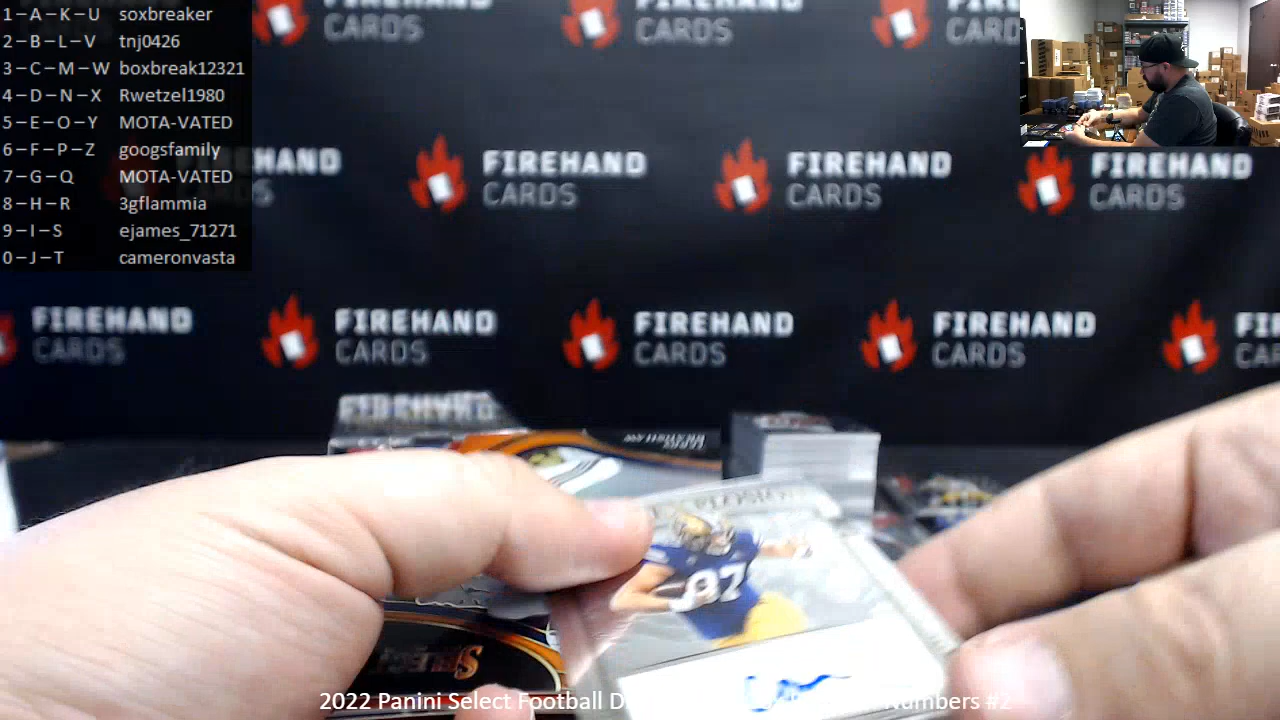 1-A-K-U soxbreaker
2-B-L-V tnj0426
3-C-M-W boxbreak12321
4-D-N-X Rwetzel1980
5-E-O-Y MOTA-VATED
6-F-P-Z googsfamily
7-G-Q MOTA-VATED
8-H-R 3gflammia
9-I-S ejames_71271
0-J-T cameronvasta
FIREHAND
CARDS
FIREHAND
CARDS
FIREHAND
CARDS
FIREHAND
CARDS
FIREHAND
CARDS
FIREHAND
CARDS
FIREHAND
CARDS
FIREHAND
CARDS
87
2022 Panini Select Football Numbers #2